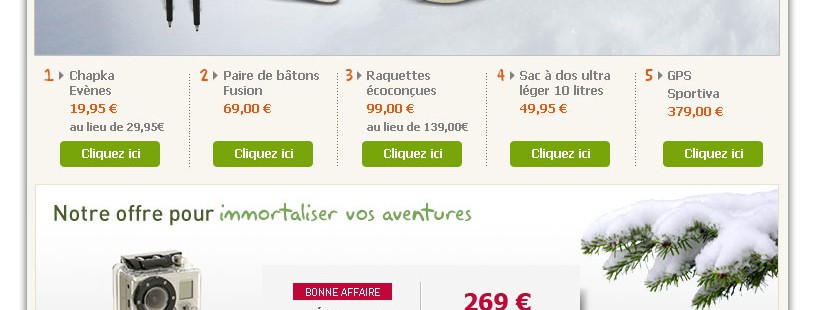 1 Chapka
Evènes
19,95 €
au lieu de 29,95€
Cliquez ici
2 Paire de bâtons
Fusion
69,00 €
Cliquez ici
3 Raquettes
écoconçues
99,00 €
au lieu de 139,00€
Cliquez ici
4 Sac à dos ultra
léger 10 litres
49,95 €
Cliquez ici
5 GPS
Sportiva
379,00 €
Cliquez ici
Notre offre pour immortaliser vos aventures
BONNE AFFAIRE
269 €